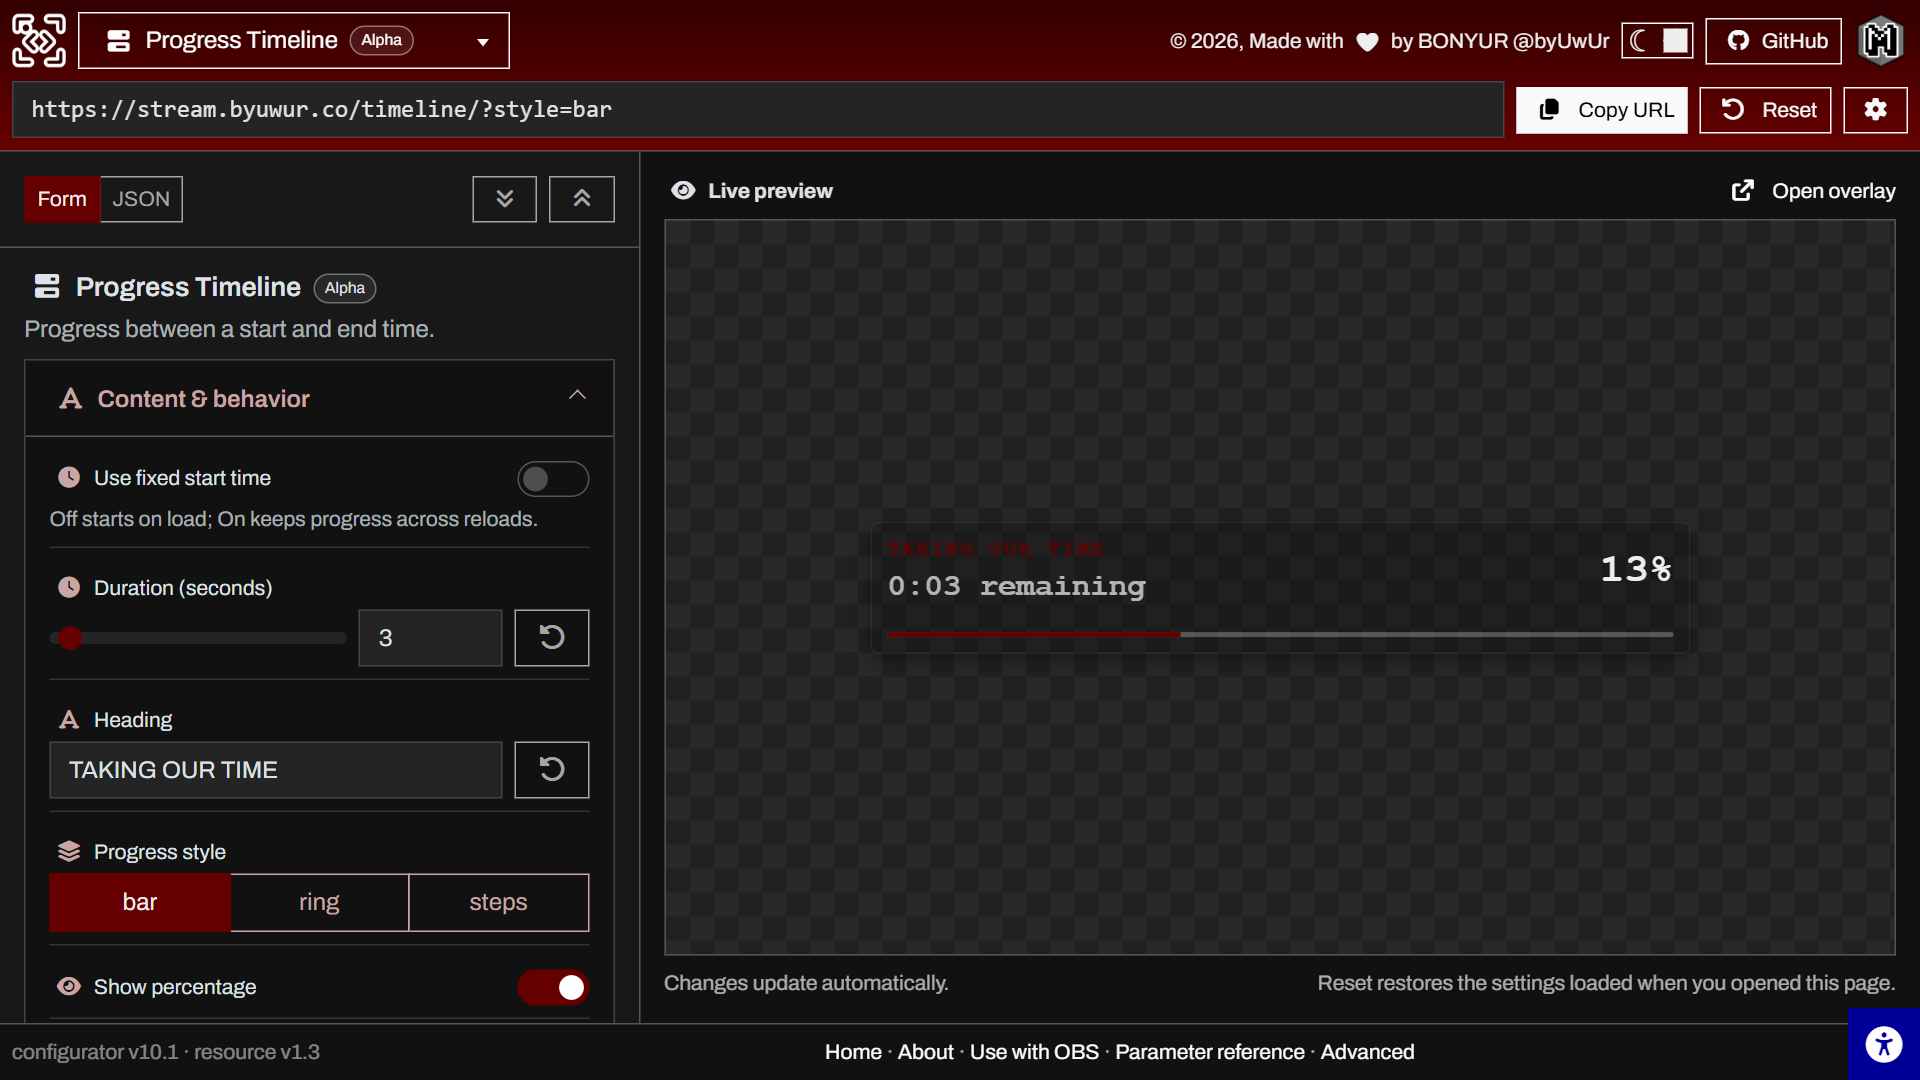 Progress Timeline Alpha
© 2026, Made with by BONYUR @byUwUr
GitHub
https://stream.byuwur.co/timeline/?style=bar
Copy URL
Reset
Form
JSON
Progress Timeline Alpha
Progress between a start and end time.
Content & behavior
Use fixed start time
Off starts on load; On keeps progress across reloads.
Duration (seconds)
3
Heading
TAKING OUR TIME
Progress style
bar
ring
steps
Show percentage
Live preview
Open overlay
TAKING OUR TIME
0:03 remaining
13%
Changes update automatically.
Reset restores the settings loaded when you opened this page.
configurator v10.1 · resource v1.3
Home · About · Use with OBS · Parameter reference · Advanced